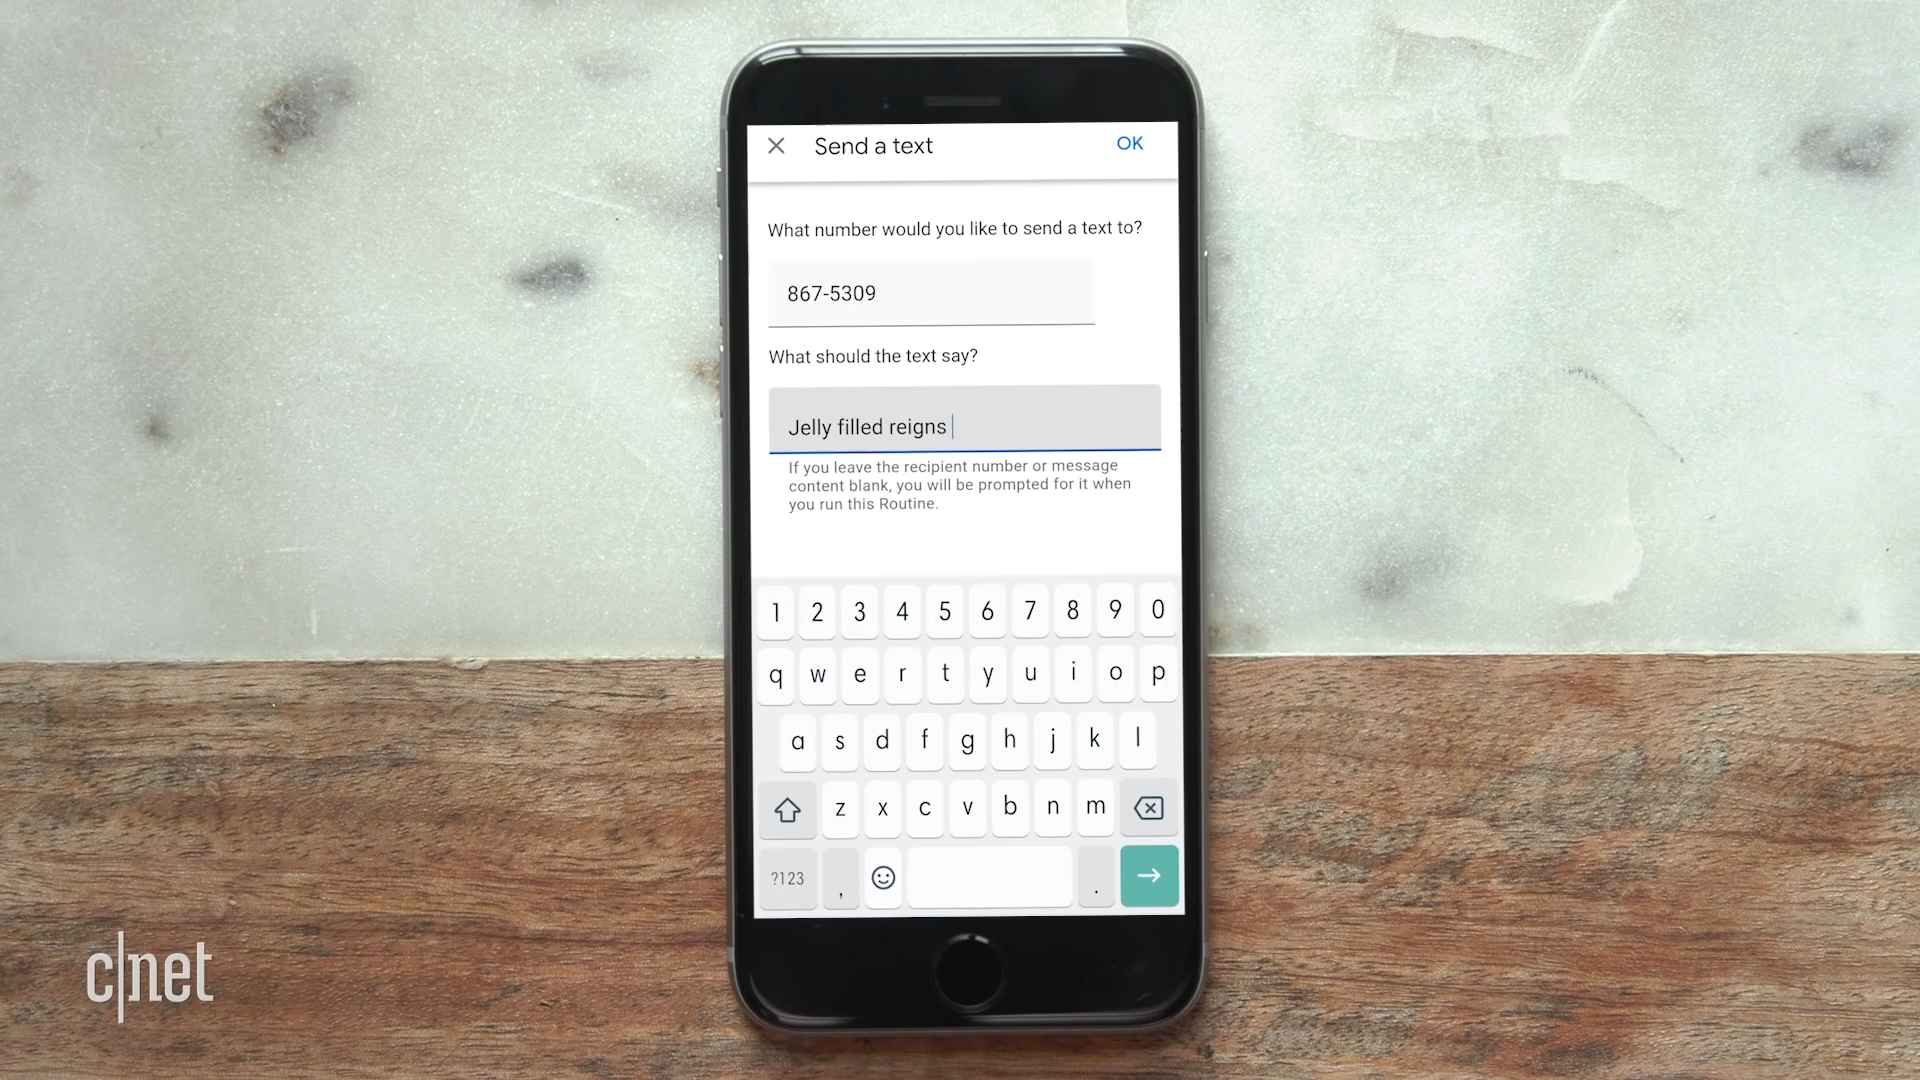 Send a text
OK
What number would you like to send a text to?
867-5309
What should the text say?
Jelly filled reigns
If you leave the recipient number or message
content blank, you will be prompted for it when
you run this Routine.
1 2 3 4 5 6 7 8 9 0
q w e r t y u i o p
a s d f g h j k l
z x c v b n m
?123 , .
c|net